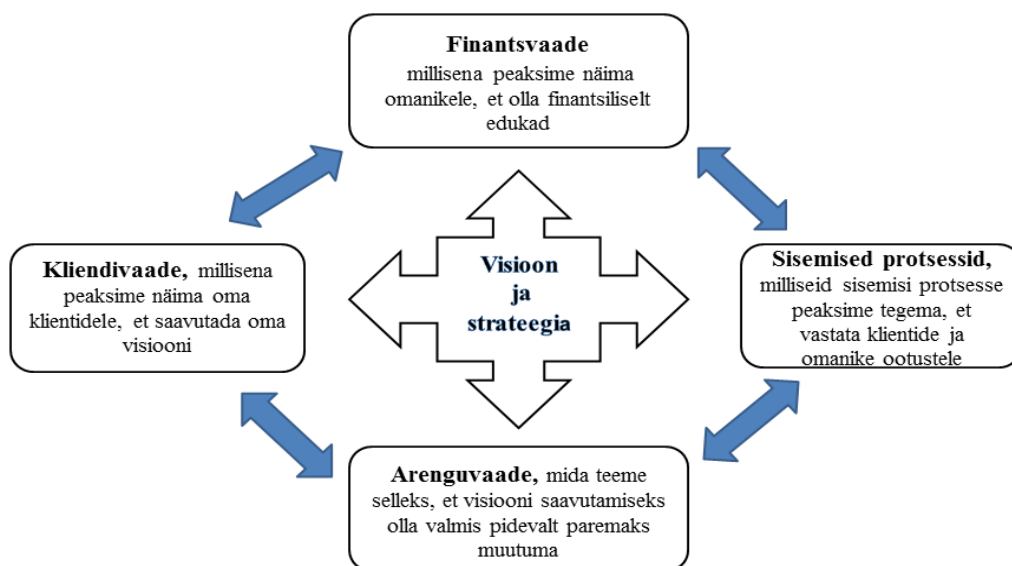 Finantsvaade
millisena peaksime näima
omanikele, et olla finantsiliselt
edukad
Kliendivaade, millisena
peaksime näima oma
klientidele, et saavutada oma
visiooni
Visioon
ja
strateegia
Sisemised protsessid,
milliseid sisemisi protsesse
peaksime tegema, et
vastata klientide ja
omanike ootustele
Arenguvaade, mida teeme
selleks, et visiooni saavutamiseks
olla valmis pidevalt paremaks
muutuma